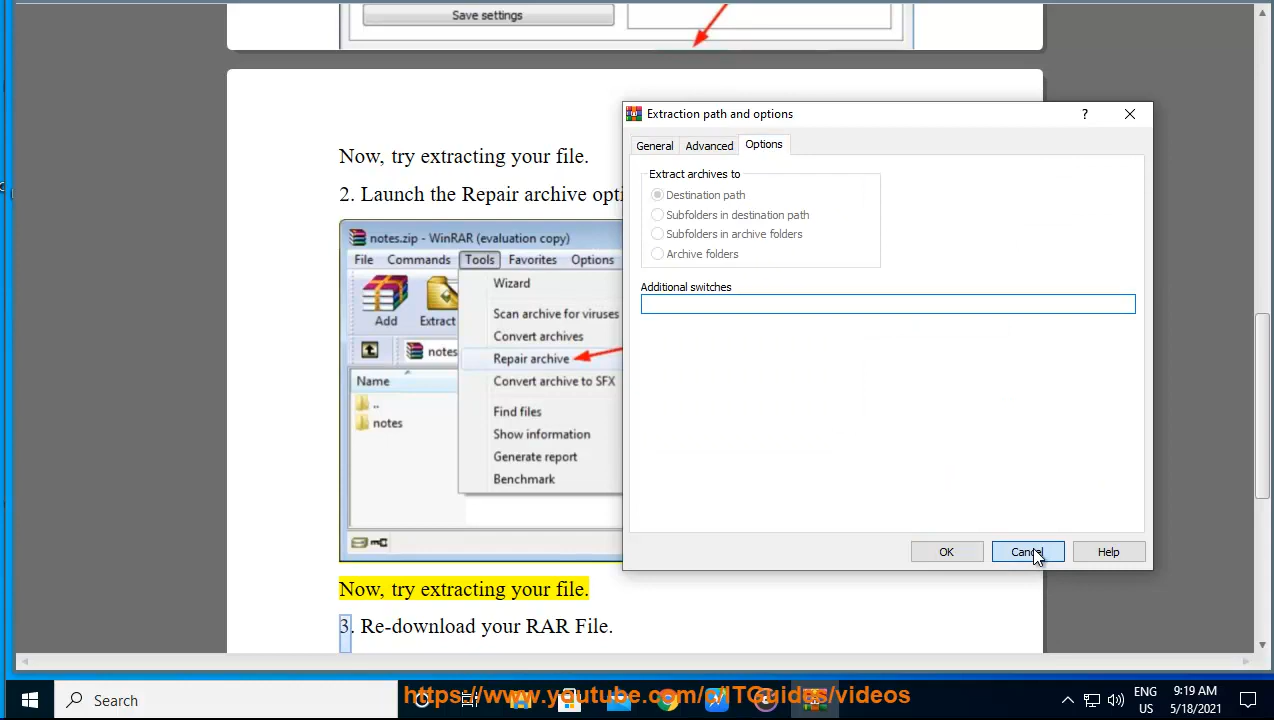 Save settings
Now, try extracting your file.
2. Launch the Repair archive opti
notes.zip - WinRAR (evaluation copy)
File Commands Tools Favorites Options
Wizard
Scan archive for viruses
Convert archives
Repair archive
Convert archive to SFX
Find files
Show information
Generate report
Benchmark
Add Extract
notes
Name
..
notes
Now, try extracting your file.
3. Re-download your RAR File.
Extraction path and options
General Advanced Options
Extract archives to
Destination path
Subfolders in destination path
Subfolders in archive folders
Archive folders
Additional switches
OK Cancel Help
Search
https://www.youtube.com/c/ITGuides/videos
ENG
US
9:19 AM
5/18/2021